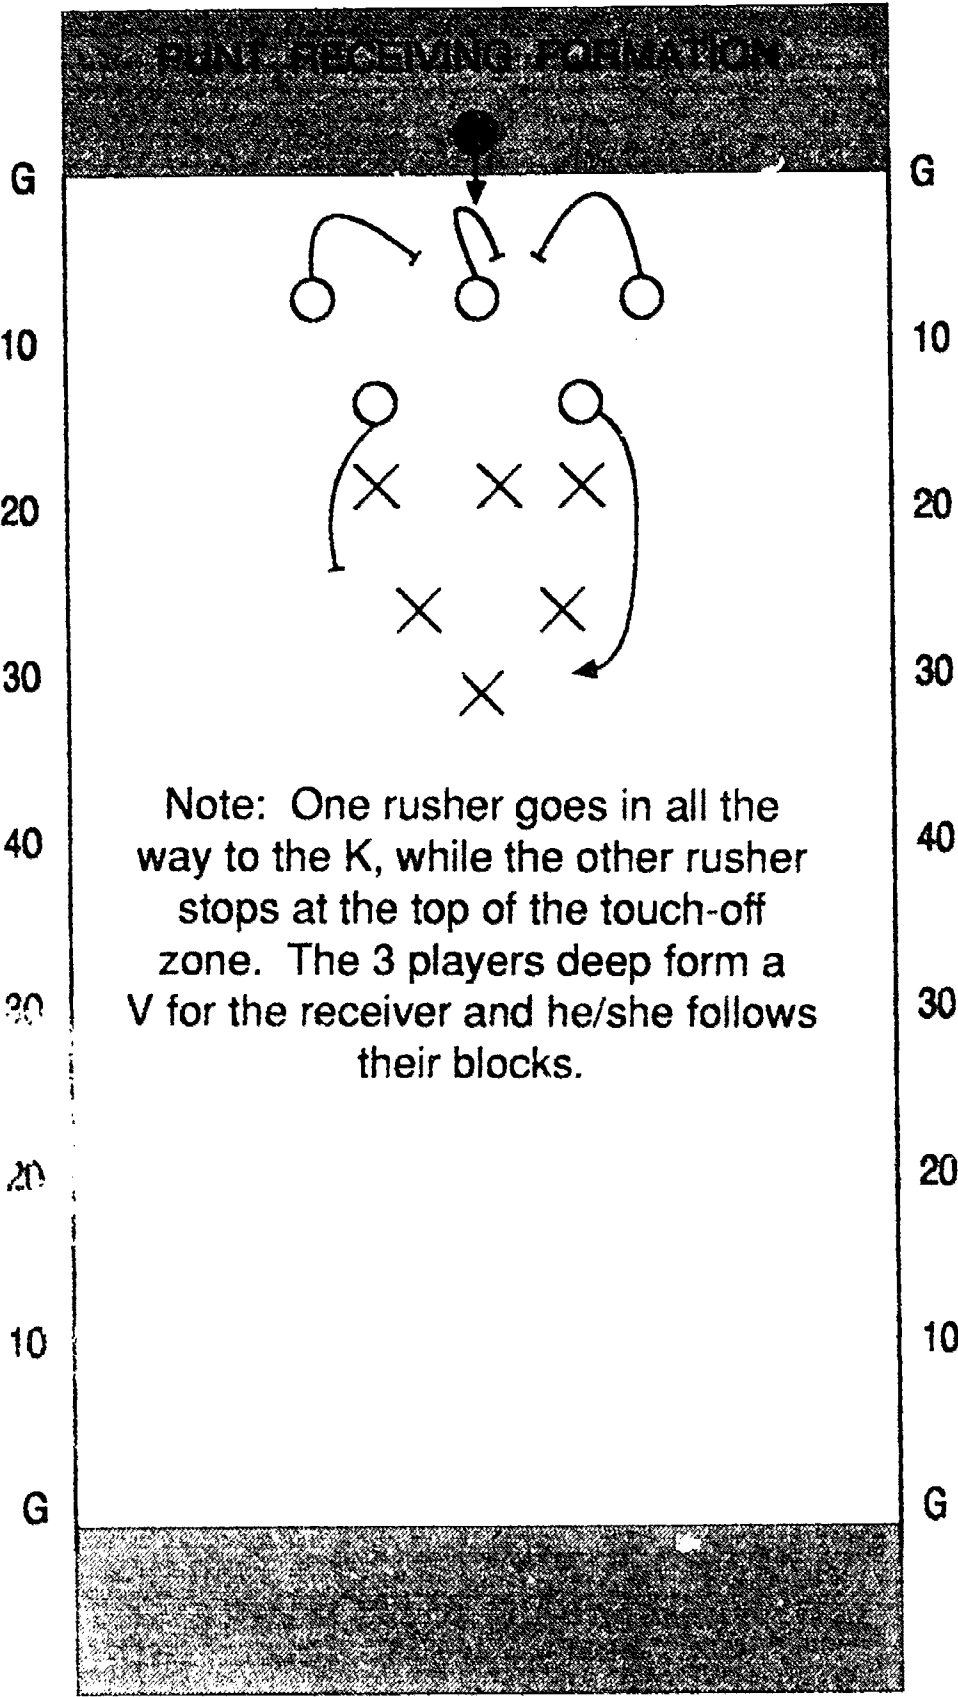 PUNT RECEIVING FORMATION
G G
10 10
20 20
30 30
Note: One rusher goes in all the
way to the K, while the other rusher
stops at the top of the touch-off
zone. The 3 players deep form a
V for the receiver and he/she follows
their blocks.
40 40
30 30
20 20
10 10
G G